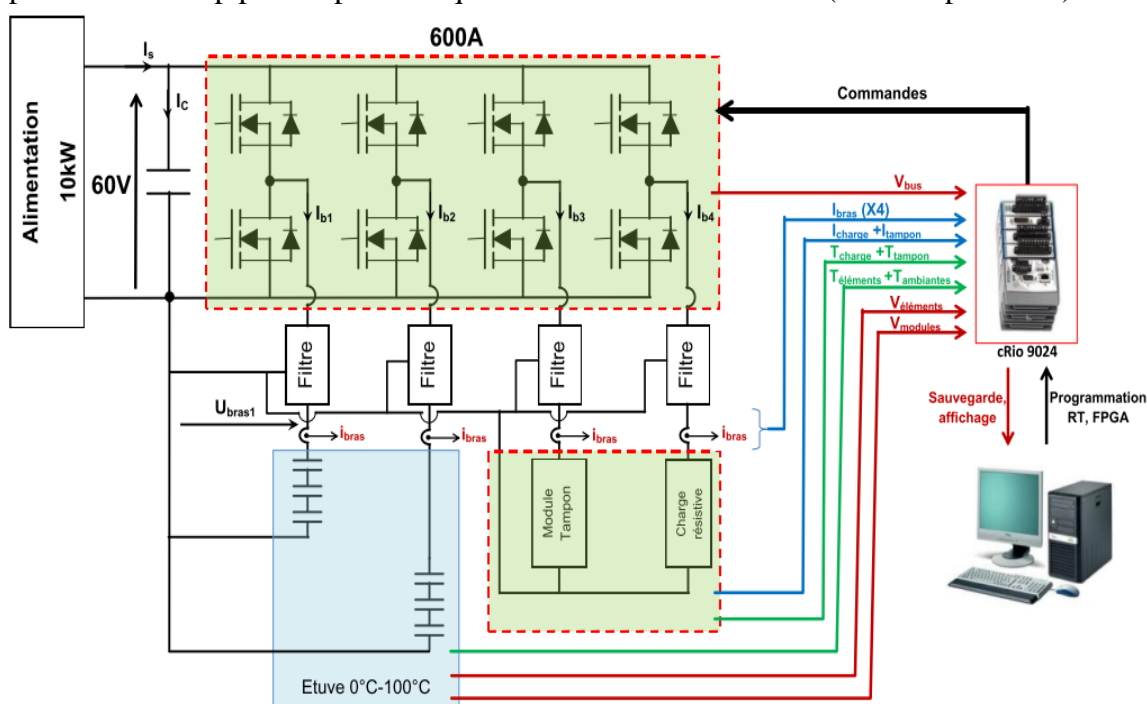 600A
Alimentation
10kW
60V
Is
IC
Ib1
Ib2
Ib3
Ib4
Commandes
Vbus
Ibras (X4)
Icharge +Itampon
Tcharge +Ttampon
Téléments +Tambiantes
Véléments
Vmodules
cRio 9024
Filtre
Filtre
Filtre
Filtre
Ubras1
ibras
ibras
ibras
ibras
Sauvegarde,
affichage
Programmation
RT, FPGA
Module
Tampon
Charge
résistive
Etuve 0°C-100°C